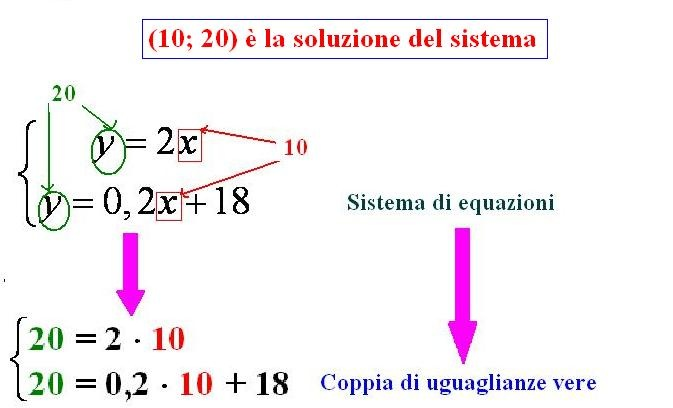 (10; 20) è la soluzione del sistema
20
y = 2x
10
y = 0,2x + 18
Sistema di equazioni
20 = 2 · 10
20 = 0,2 · 10 + 18
Coppia di uguaglianze vere